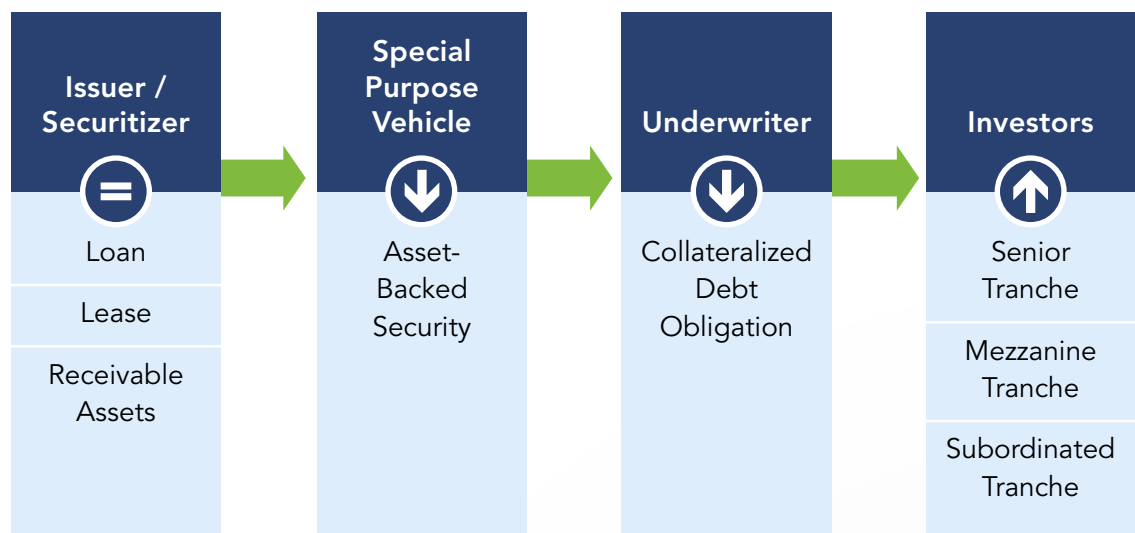 Issuer /
Securitizer
=
Loan
Lease
Receivable
Assets
Special
Purpose
Vehicle
Asset-
Backed
Security
Underwriter
Collateralized
Debt
Obligation
Investors
Senior
Tranche
Mezzanine
Tranche
Subordinated
Tranche